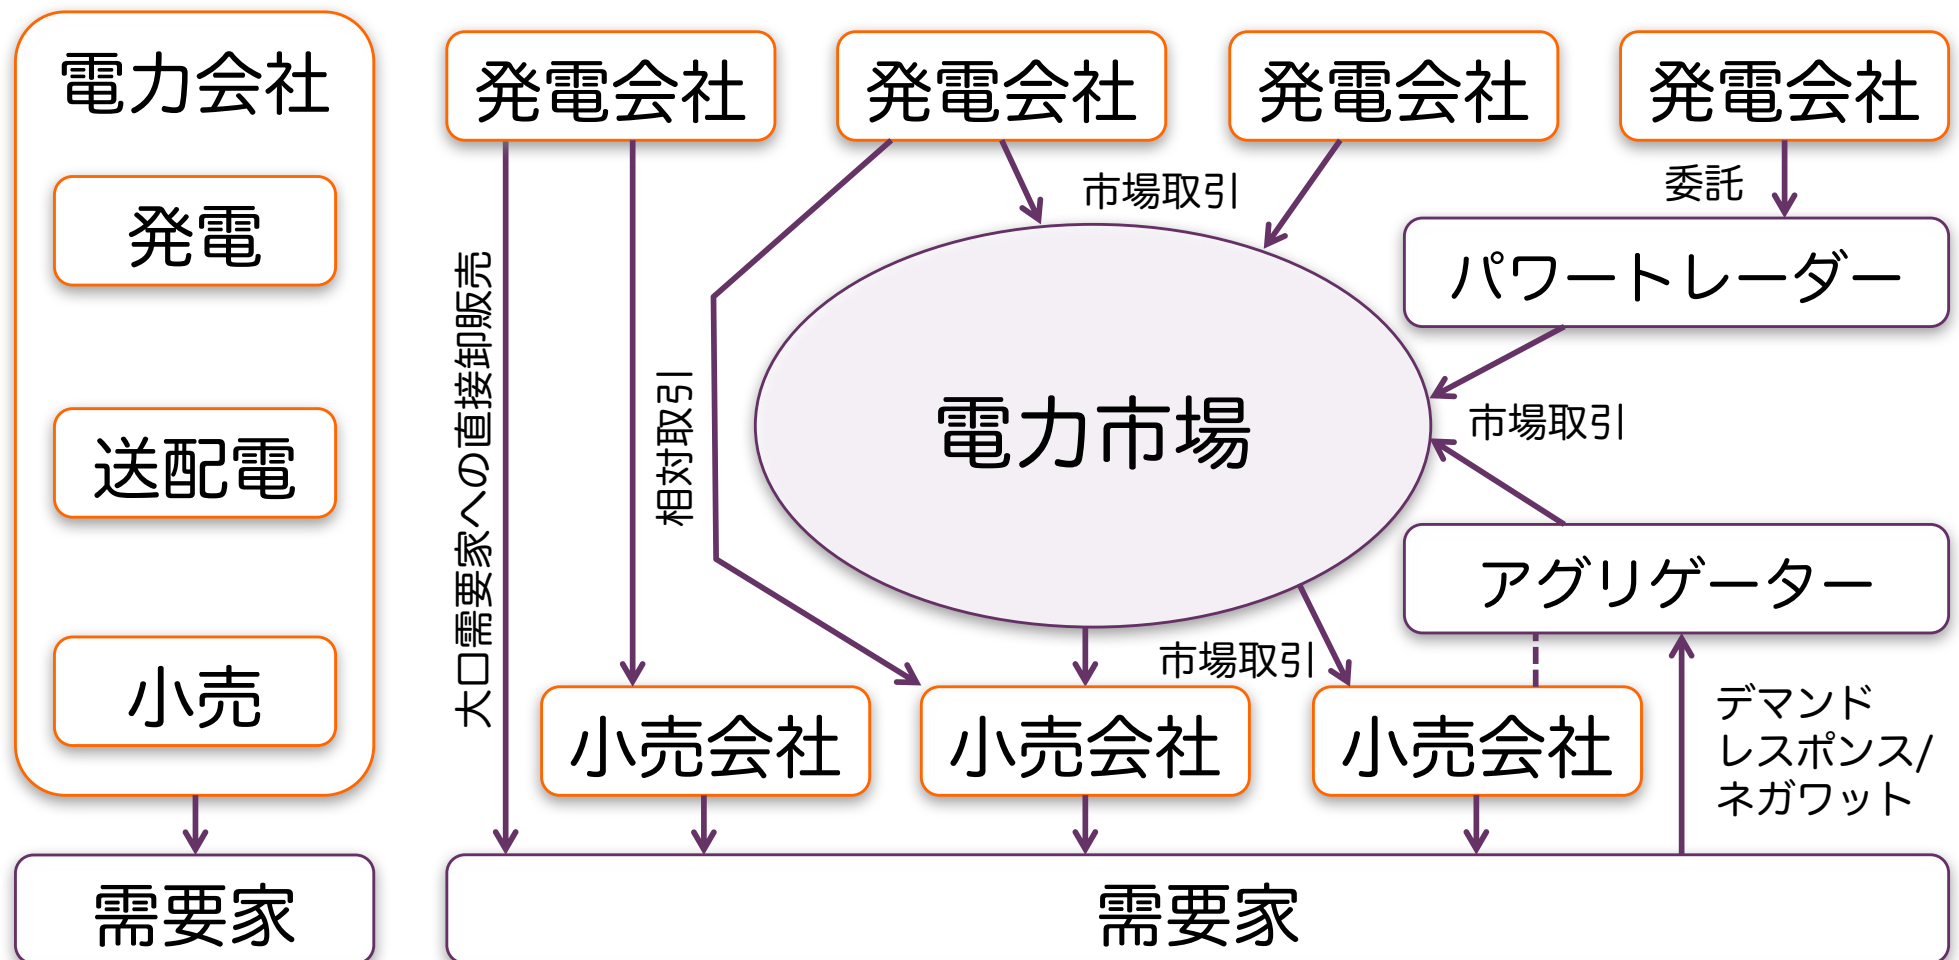 電力会社
発電
送配電
小売
需要家
発電会社
発電会社
発電会社
発電会社
市場取引
委託
パワートレーダー
大口需要家への直接卸販売
相対取引
電力市場
市場取引
アグリゲーター
市場取引
小売会社
小売会社
小売会社
デマンド
レスポンス/
ネガワット
需要家